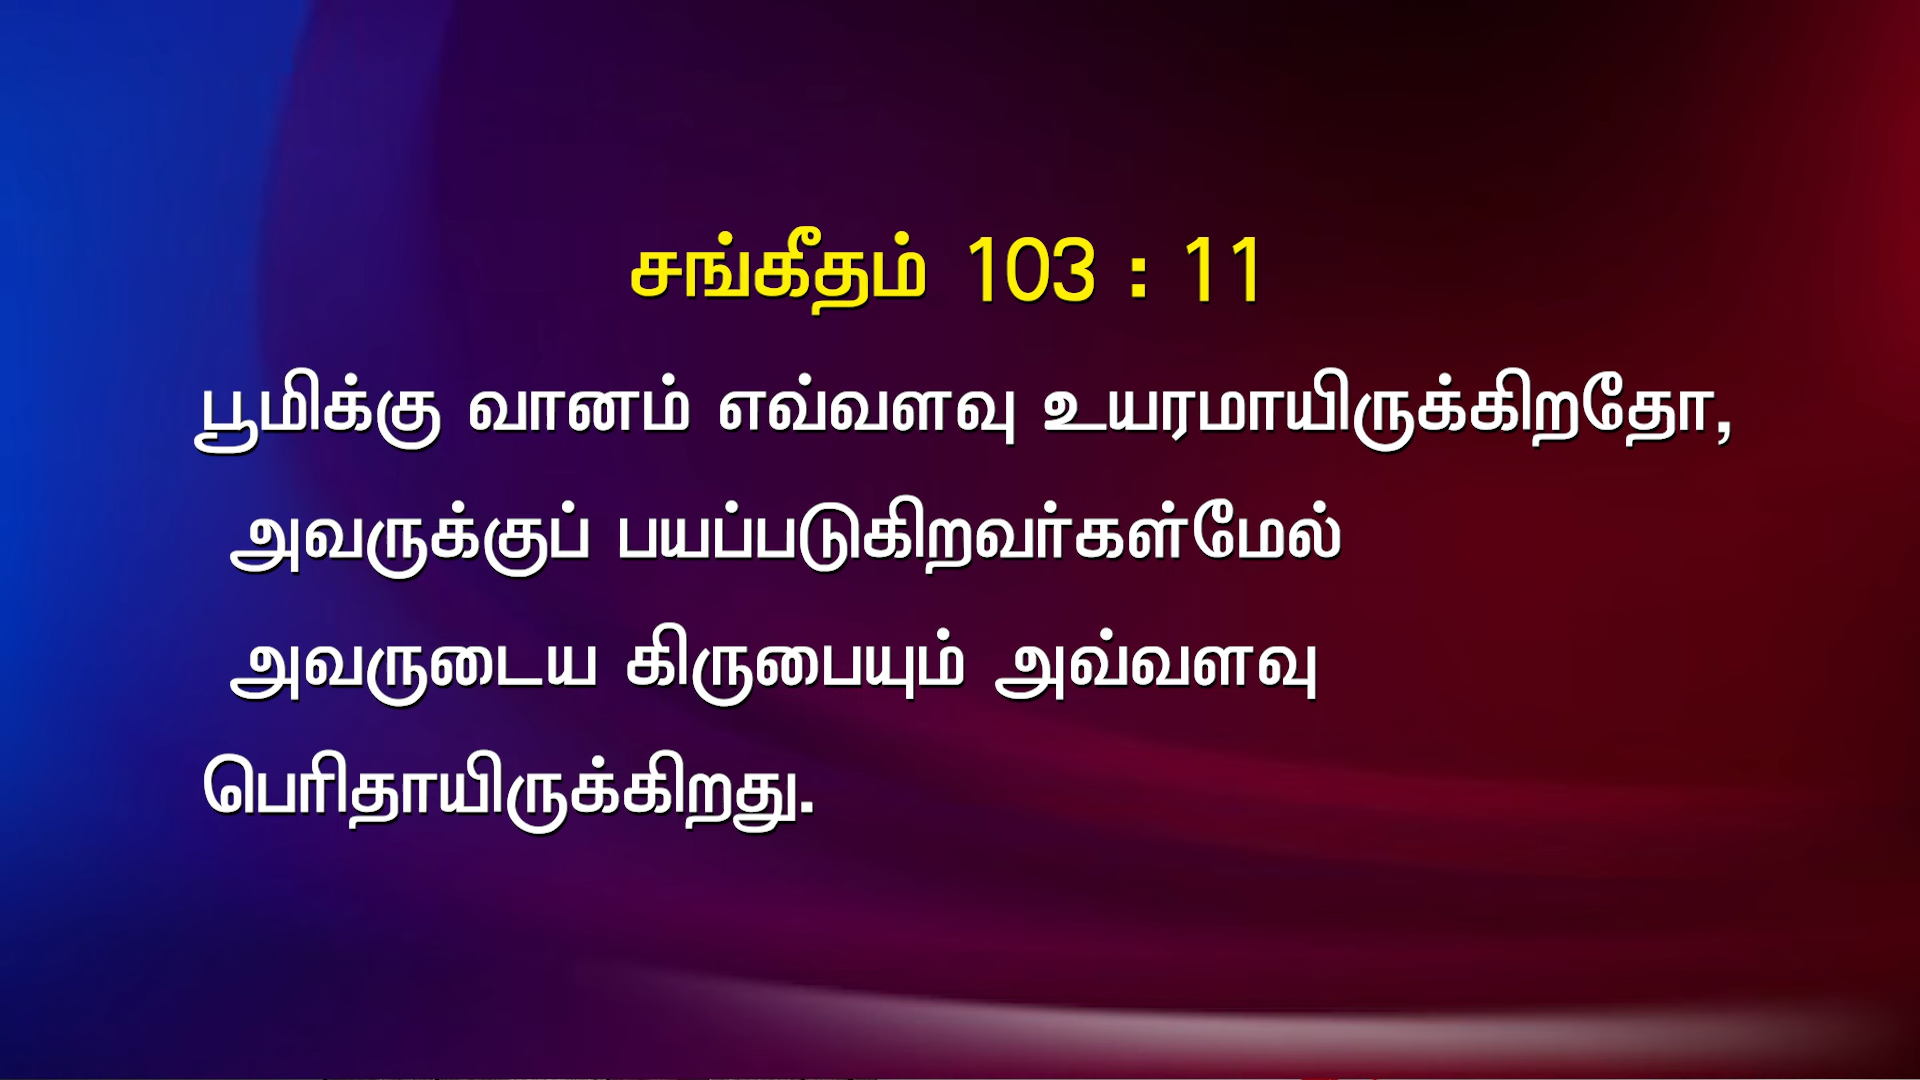 சங்கீதம் 103 : 11
பூமிக்கு வானம் எவ்வளவு உயரமாயிருக்கிறதோ,
அவருக்குப் பயப்படுகிறவர்கள்மேல்
அவருடைய கிருபையும் அவ்வளவு
பெரிதாயிருக்கிறது.